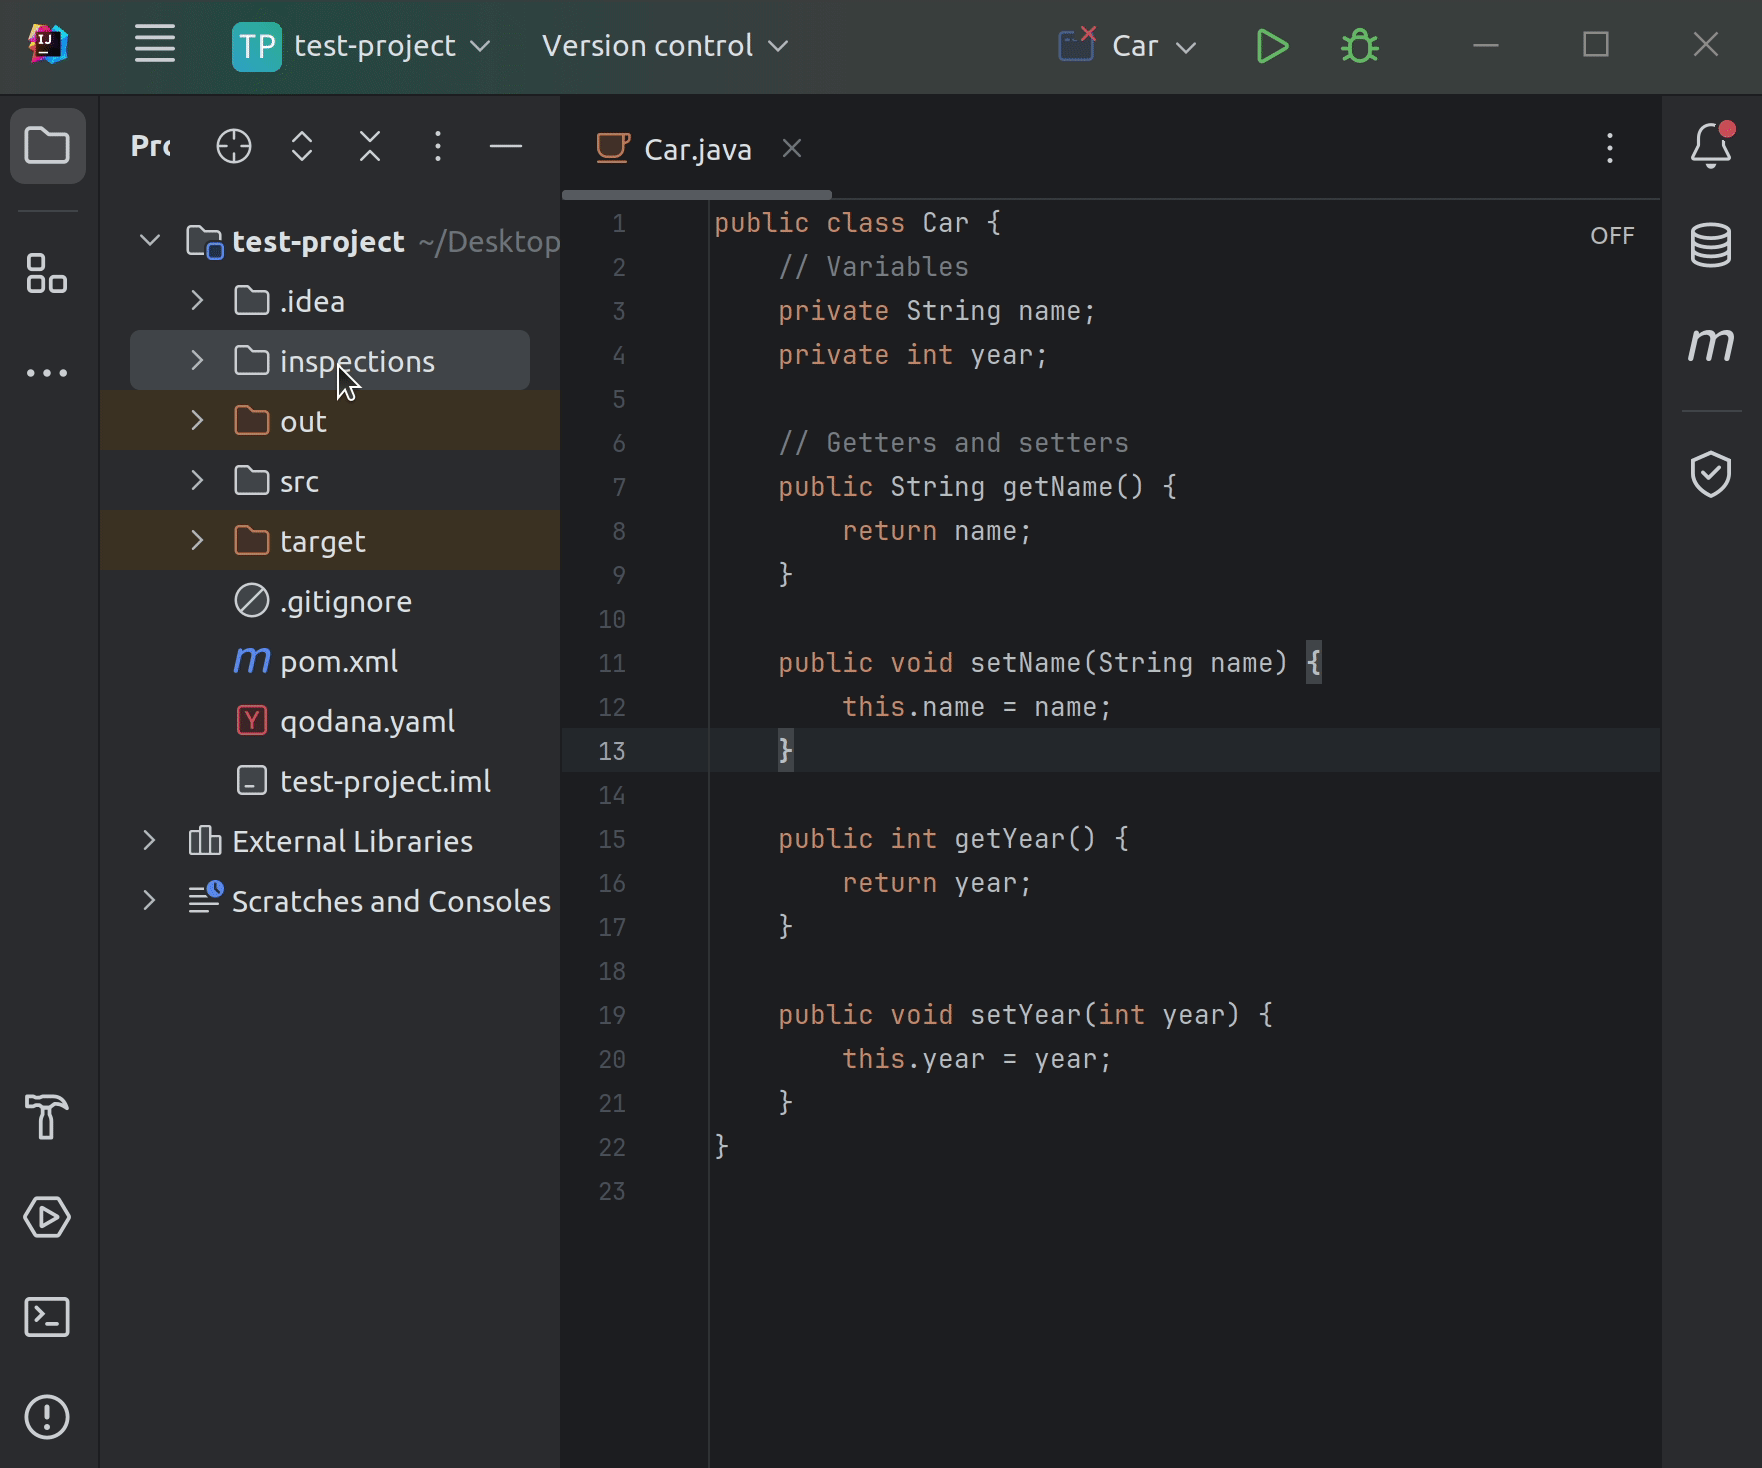 IJ
TP test-project Version control Car
Car.java
test-project ~/Desktop
.idea
inspections
out
src
target
.gitignore
m pom.xml
Y qodana.yaml
test-project.iml
External Libraries
Scratches and Consoles
OFF
m
1 public class Car {
2 // Variables
3 private String name;
4 private int year;
5
6 // Getters and setters
7 public String getName() {
8 return name;
9 }
10
11 public void setName(String name) {
12 this.name = name;
13 }
14
15 public int getYear() {
16 return year;
17 }
18
19 public void setYear(int year) {
20 this.year = year;
21 }
22 }
23